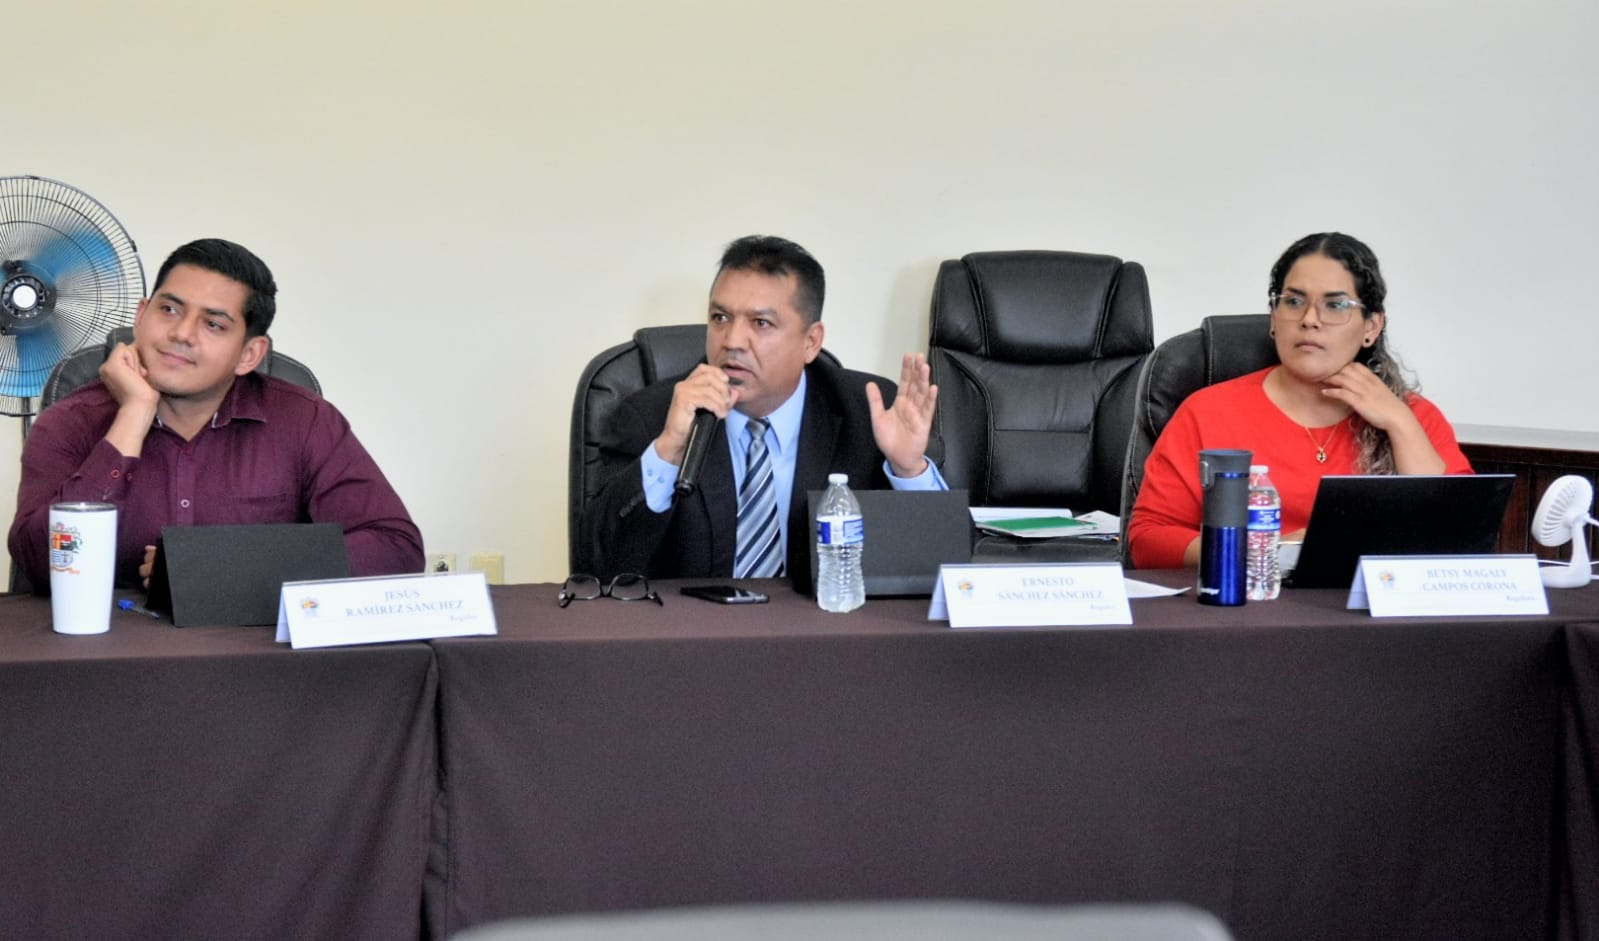 JESÚS
RAMÍREZ SÁNCHEZ
Regidor
ERNESTO
SÁNCHEZ SÁNCHEZ
Regidor
BETSY MAGALY
CAMPOS CORONA
Regidora